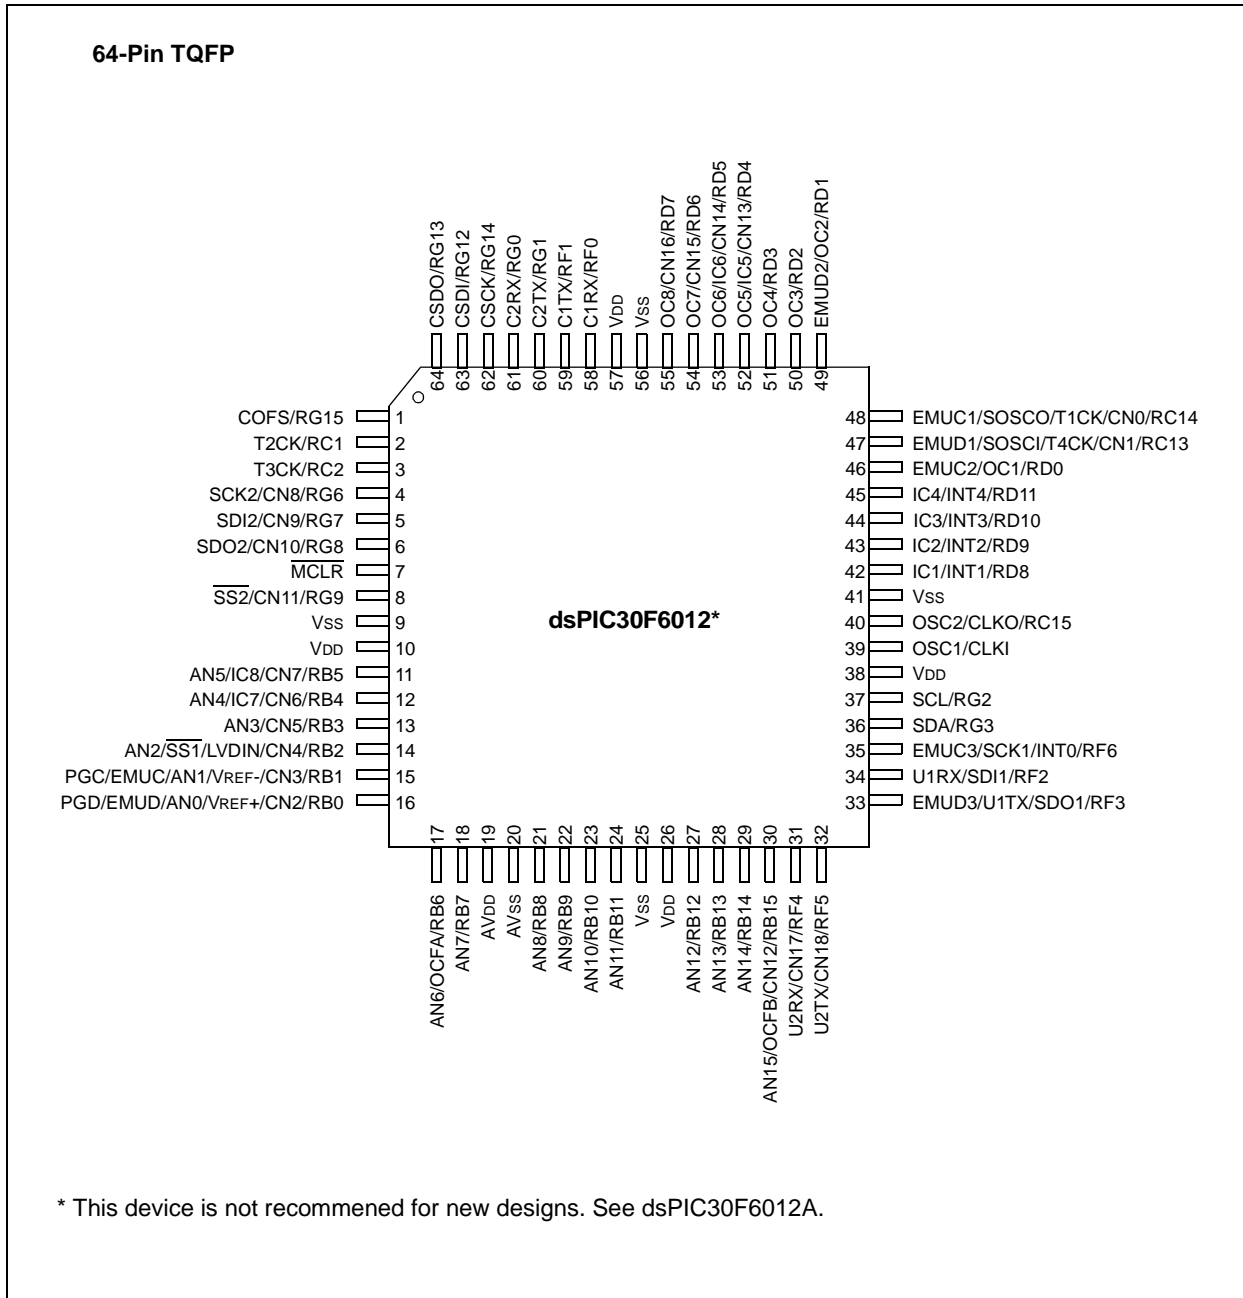 64-Pin TQFP
CSDO/RG13
CSDI/RG12
CSCK/RG14
C2RX/RG0
C2TX/RG1
C1TX/RF1
C1RX/RF0
VDD
VSS
OC8/CN16/RD7
OC7/CN15/RD6
OC6/IC6/CN14/RD5
OC5/IC5/CN13/RD4
OC4/RD3
OC3/RD2
EMUD2/OC2/RD1
64 63 62 61 60 59 58 57 56 55 54 53 52 51 50 49
COFS/RG15 1
T2CK/RC1 2
T3CK/RC2 3
SCK2/CN8/RG6 4
SDI2/CN9/RG7 5
SDO2/CN10/RG8 6
MCLR 7
SS2/CN11/RG9 8
VSS 9
VDD 10
AN5/IC8/CN7/RB5 11
AN4/IC7/CN6/RB4 12
AN3/CN5/RB3 13
AN2/SS1/LVDIN/CN4/RB2 14
PGC/EMUC/AN1/VREF-/CN3/RB1 15
PGD/EMUD/AN0/VREF+/CN2/RB0 16
dsPIC30F6012*
48 EMUC1/SOSCO/T1CK/CN0/RC14
47 EMUD1/SOSCI/T4CK/CN1/RC13
46 EMUC2/OC1/RD0
45 IC4/INT4/RD11
44 IC3/INT3/RD10
43 IC2/INT2/RD9
42 IC1/INT1/RD8
41 VSS
40 OSC2/CLKO/RC15
39 OSC1/CLKI
38 VDD
37 SCL/RG2
36 SDA/RG3
35 EMUC3/SCK1/INT0/RF6
34 U1RX/SDI1/RF2
33 EMUD3/U1TX/SDO1/RF3
17 18 19 20 21 22 23 24 25 26 27 28 29 30 31 32
AN6/OCFA/RB6
AN7/RB7
AVDD
AVSS
AN8/RB8
AN9/RB9
AN10/RB10
AN11/RB11
VSS
VDD
AN12/RB12
AN13/RB13
AN14/RB14
AN15/OCFB/CN12/RB15
U2RX/CN17/RF4
U2TX/CN18/RF5
* This device is not recommened for new designs. See dsPIC30F6012A.